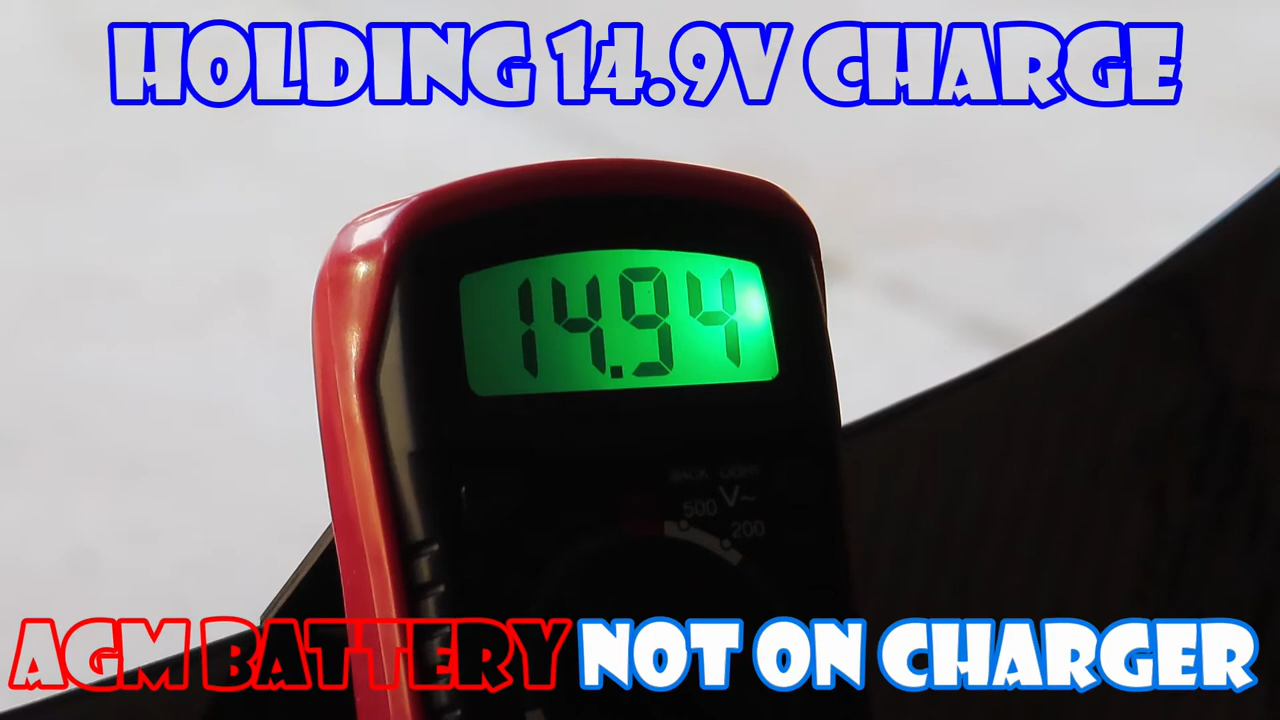 HOLDING 14.9V CHARGE
14.94
500 V~
200
AGM BATTERY NOT ON CHARGER